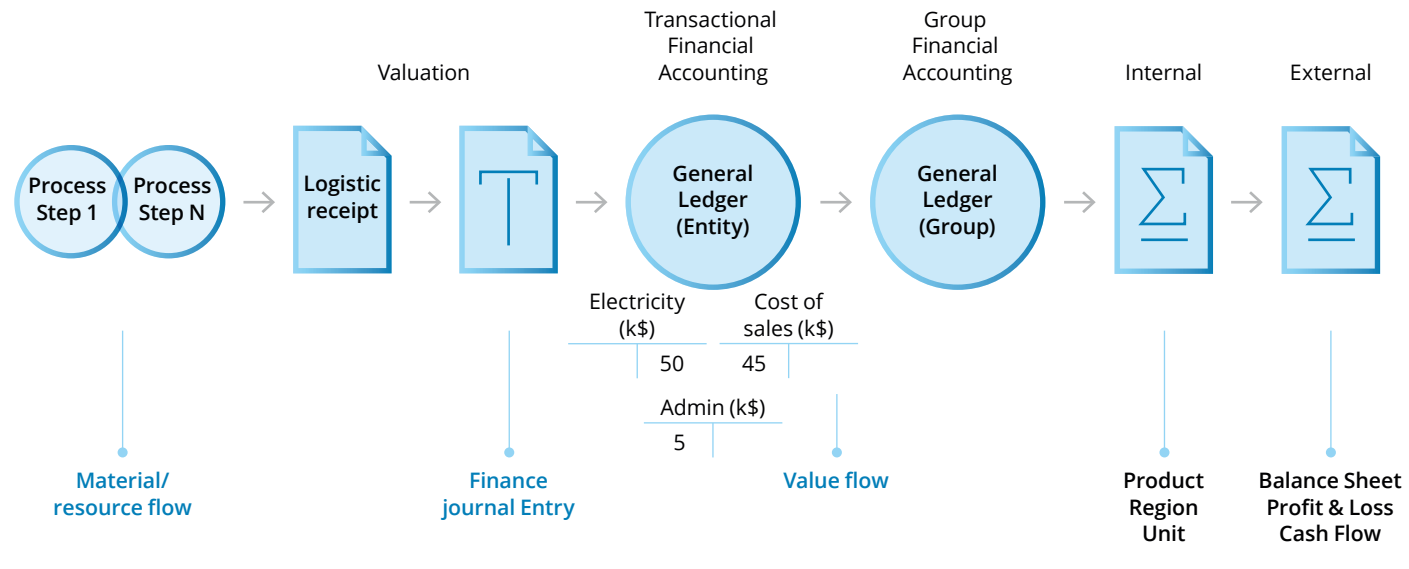 Valuation
Transactional
Financial
Accounting
Group
Financial
Accounting
Internal
External
Process
Step 1
Process
Step N
Logistic
receipt
T
General
Ledger
(Entity)
General
Ledger
(Group)
Σ
Σ
Electricity
(k$)
50
Cost of
sales (k$)
45
Admin (k$)
5
Material/
resource flow
Finance
journal Entry
Value flow
Product
Region
Unit
Balance Sheet
Profit & Loss
Cash Flow